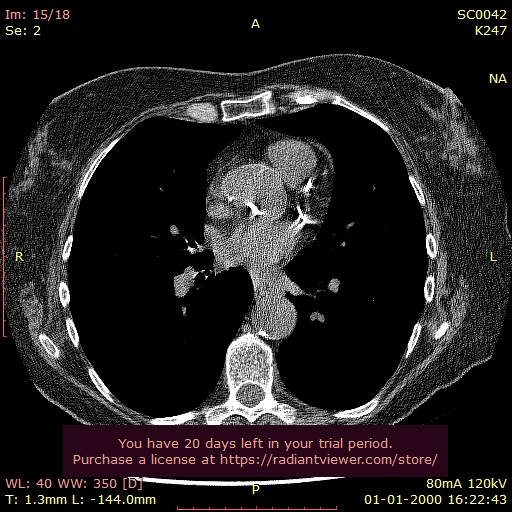 Im: 15/18
Se: 2
A
SC0042
K247
NA
R
L
You have 20 days left in your trial period.
Purchase a license at https://radiantviewer.com/store/
WL: 40 WW: 350 [D]
T: 1.3mm L: -144.0mm
P
80mA 120kV
01-01-2000 16:22:43